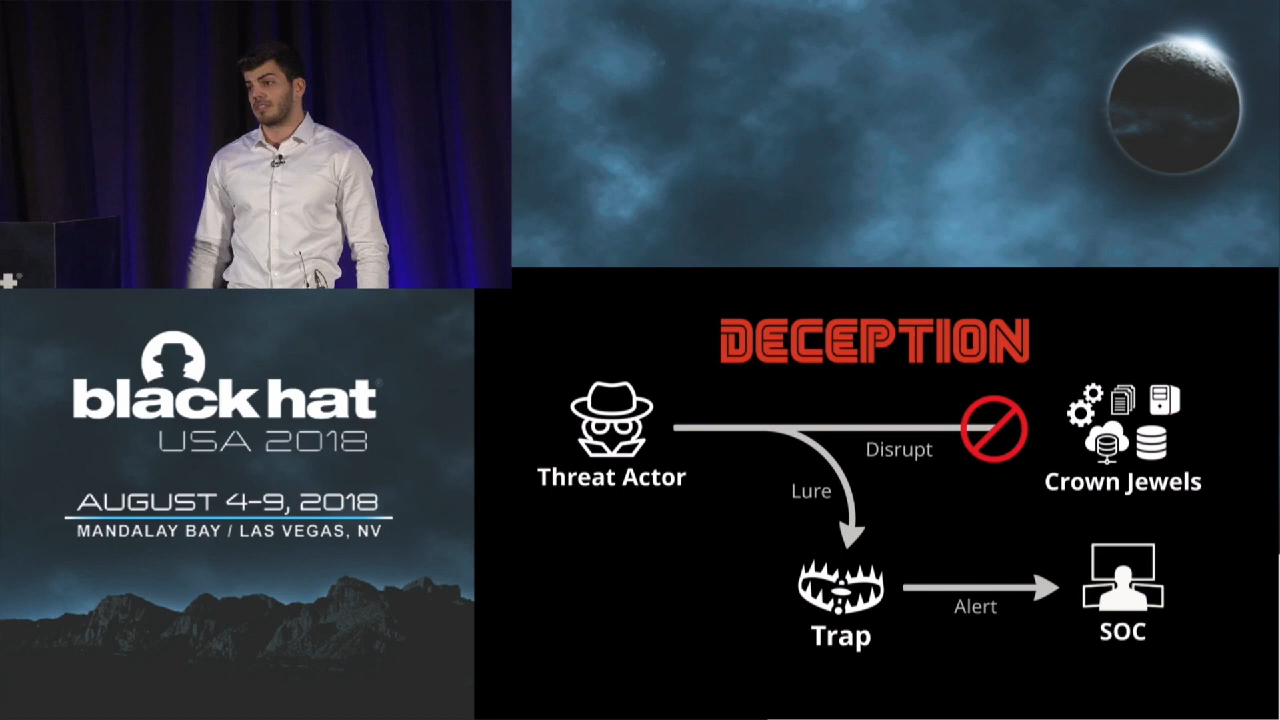 black hat
USA 2018
AUGUST 4-9, 2018
MANDALAY BAY / LAS VEGAS, NV
DECEPTION
Threat Actor
Disrupt
Crown Jewels
Lure
Trap
Alert
SOC